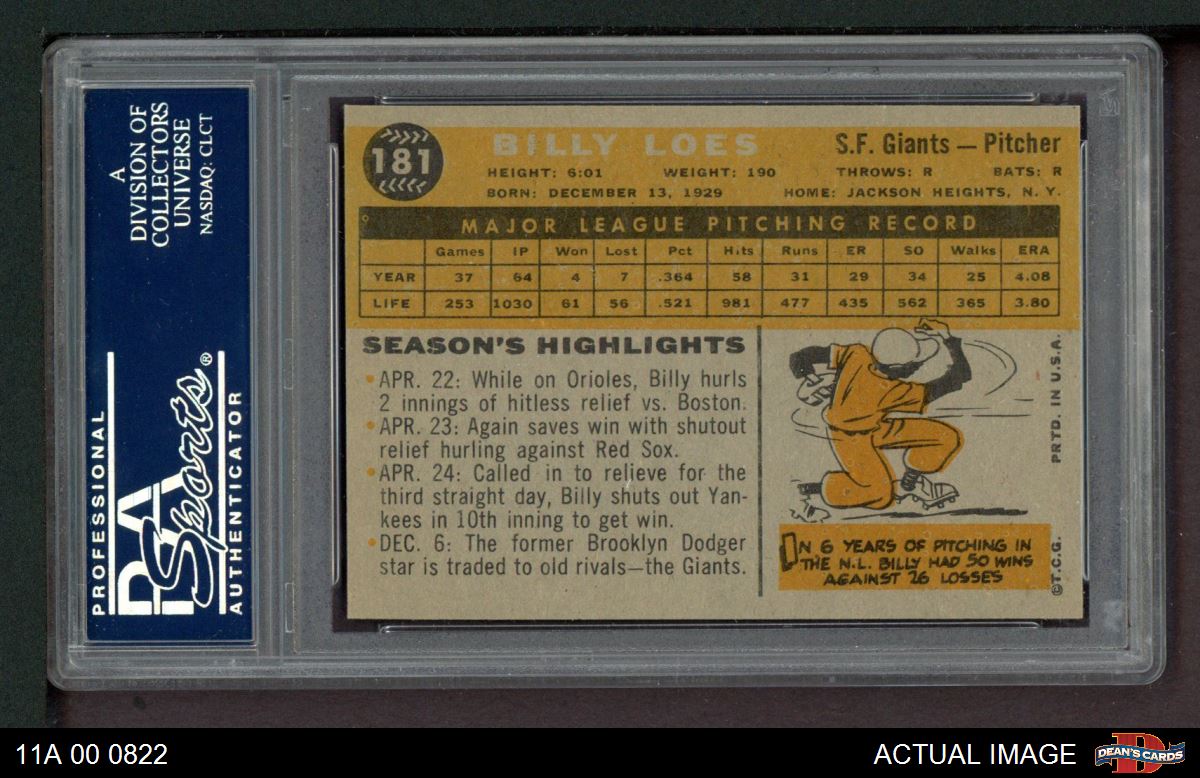 A
DIVISION OF
COLLECTORS
UNIVERSE
NASDAQ: CLCT
PROFESSIONAL
PSA
Sports®
AUTHENTICATOR
181
BILLY LOES
S.F. Giants — Pitcher
HEIGHT: 6:01 WEIGHT: 190 THROWS: R BATS: R
BORN: DECEMBER 13, 1929 HOME: JACKSON HEIGHTS, N. Y.
MAJOR LEAGUE PITCHING RECORD
Games IP Won Lost Pct Hits Runs ER SO Walks ERA
YEAR 37 64 4 7 .364 58 31 29 34 25 4.08
LIFE 253 1030 61 56 .521 981 477 435 562 365 3.80
SEASON'S HIGHLIGHTS
• APR. 22: While on Orioles, Billy hurls
2 innings of hitless relief vs. Boston.
• APR. 23: Again saves win with shutout
relief hurling against Red Sox.
• APR. 24: Called in to relieve for the
third straight day, Billy shuts out Yan-
kees in 10th inning to get win.
• DEC. 6: The former Brooklyn Dodger
star is traded to old rivals—the Giants.
IN 6 YEARS OF PITCHING IN
THE N.L. BILLY HAD 50 WINS
AGAINST 26 LOSSES
PRTD. IN U.S.A.
©T.C.G.
11A 00 0822
ACTUAL IMAGE
DEAN'S CARDS